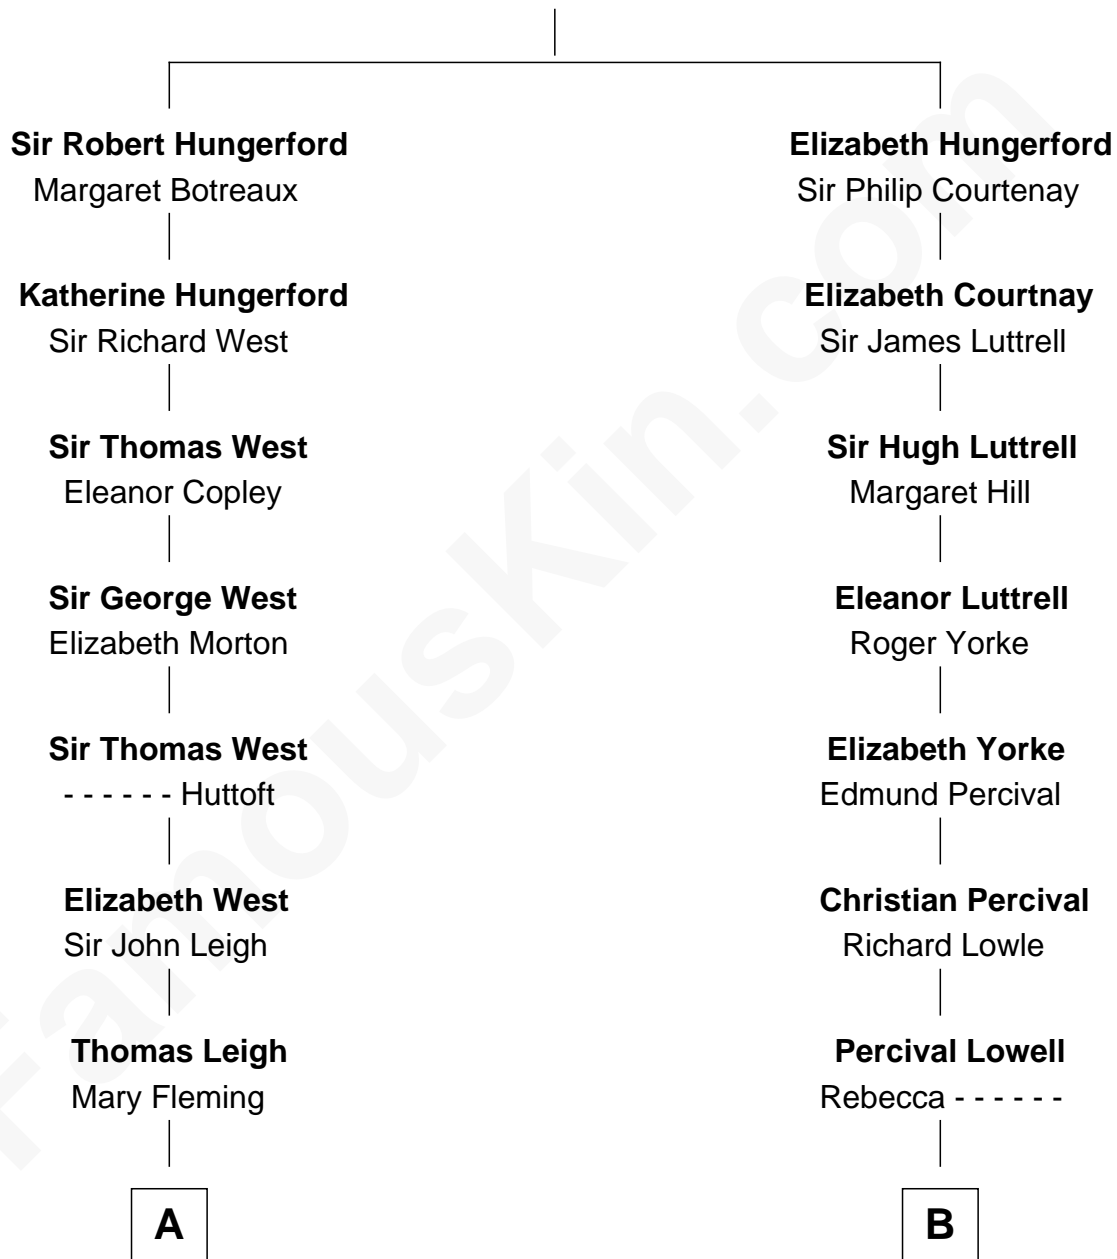 Sir Robert Hungerford
Margaret Botreaux
Katherine Hungerford
Sir Richard West
Sir Thomas West
Eleanor Copley
Sir George West
Elizabeth Morton
Sir Thomas West
- - - - - - Huttoft
Elizabeth West
Sir John Leigh
Thomas Leigh
Mary Fleming
A
Elizabeth Hungerford
Sir Philip Courtenay
Elizabeth Courtnay
Sir James Luttrell
Sir Hugh Luttrell
Margaret Hill
Eleanor Luttrell
Roger Yorke
Elizabeth Yorke
Edmund Percival
Christian Percival
Richard Lowle
Percival Lowell
Rebecca - - - - - -
B
FamousKin.com